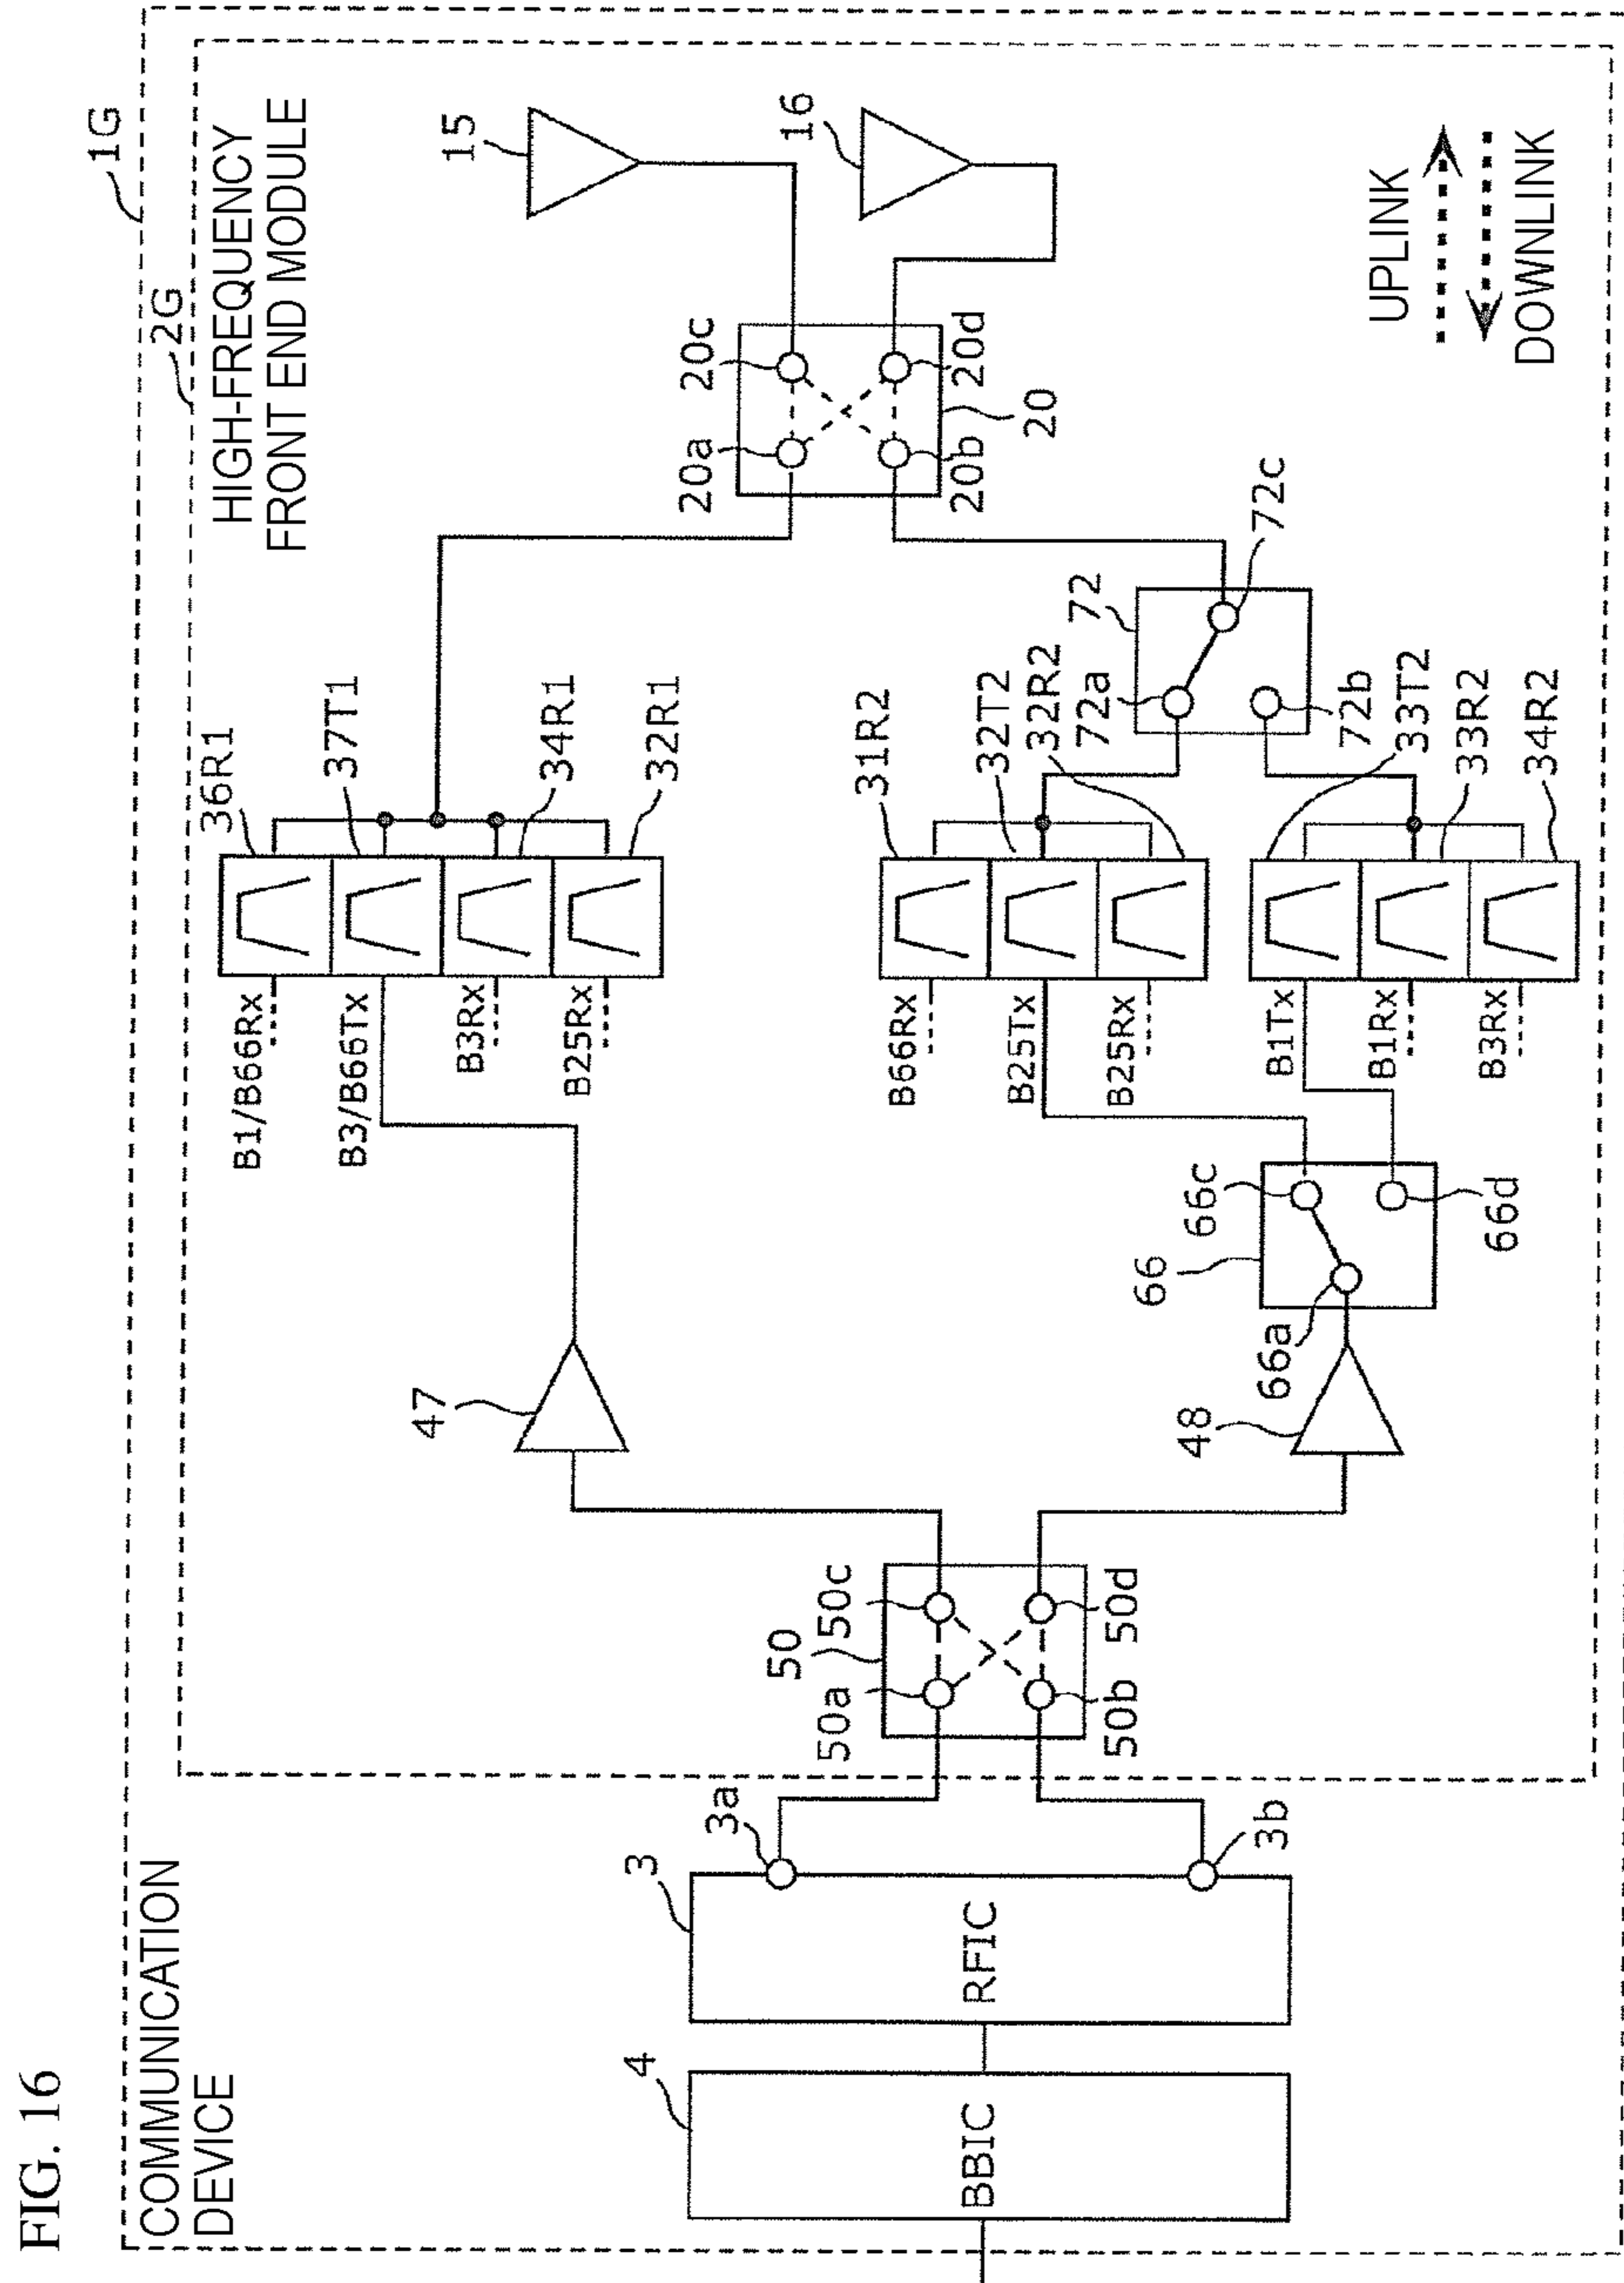 FIG. 16
1G
COMMUNICATION
DEVICE
2G
HIGH-FREQUENCY
FRONT END MODULE
4
BBIC
3
RFIC
3a
3b
50
50a
50c
50b
50d
47
48
66
66a
66c
66d
B1/B66Rx
B3/B66Tx
B3Rx
B25Rx
36R1
37T1
34R1
32R1
B66Rx
B25Tx
B25Rx
31R2
32T2
32R2
B1Tx
B1Rx
B3Rx
33T2
33R2
34R2
72
72a
72b
72c
20a
20c
20b
20d
20
15
16
UPLINK
DOWNLINK